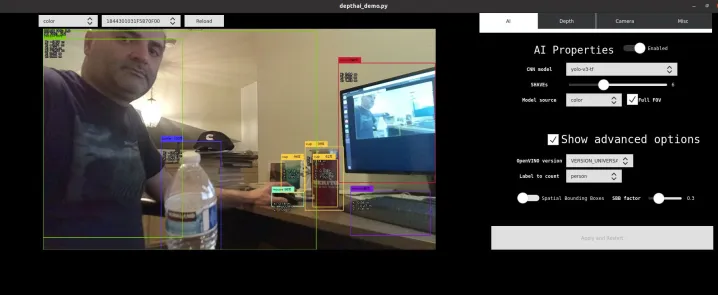 depthai_demo.py
color
1844301031F5870F00
Reload
AI
Depth
Camera
Misc
AI Properties
Enabled
CNN model
yolo-v3-tf
SHAVEs
6
Model source
color
Full FOV
Show advanced options
OpenVINO version
VERSION_UNIVERSA
Label to count
person
Spatial Bounding Boxes
SBB factor
0.3
Apply and Restart